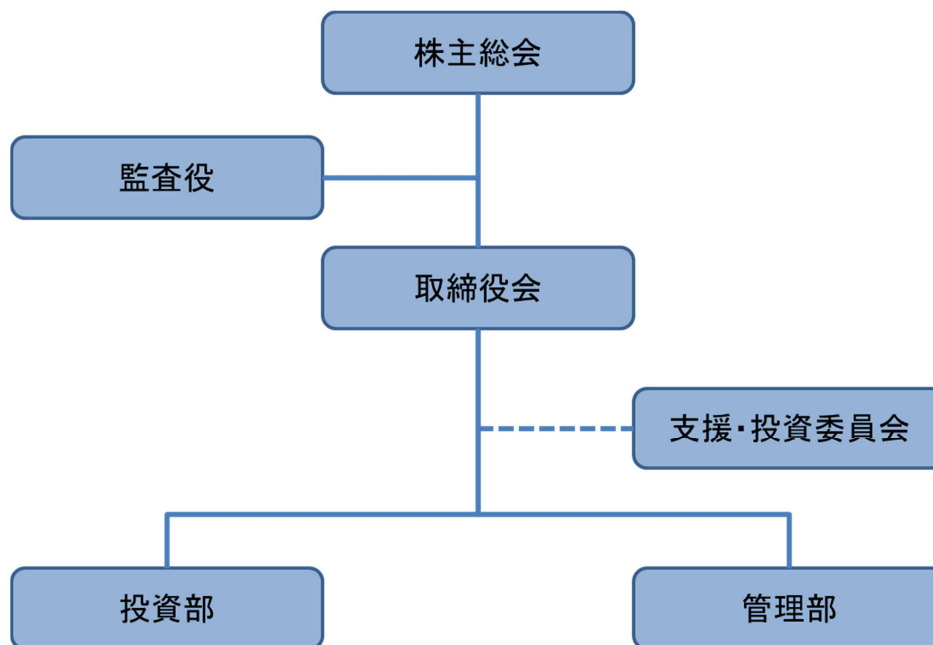 株主総会
監査役
取締役会
支援・投資委員会
投資部
管理部